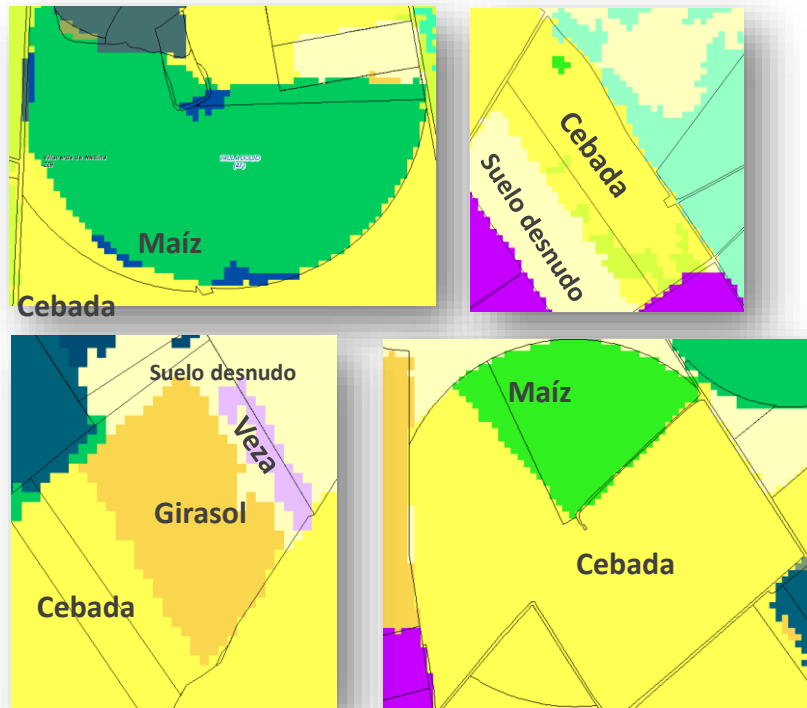 Maíz
Cebada
Cebada
Suelo desnudo
Suelo desnudo
Veza
Girasol
Cebada
Maíz
Cebada